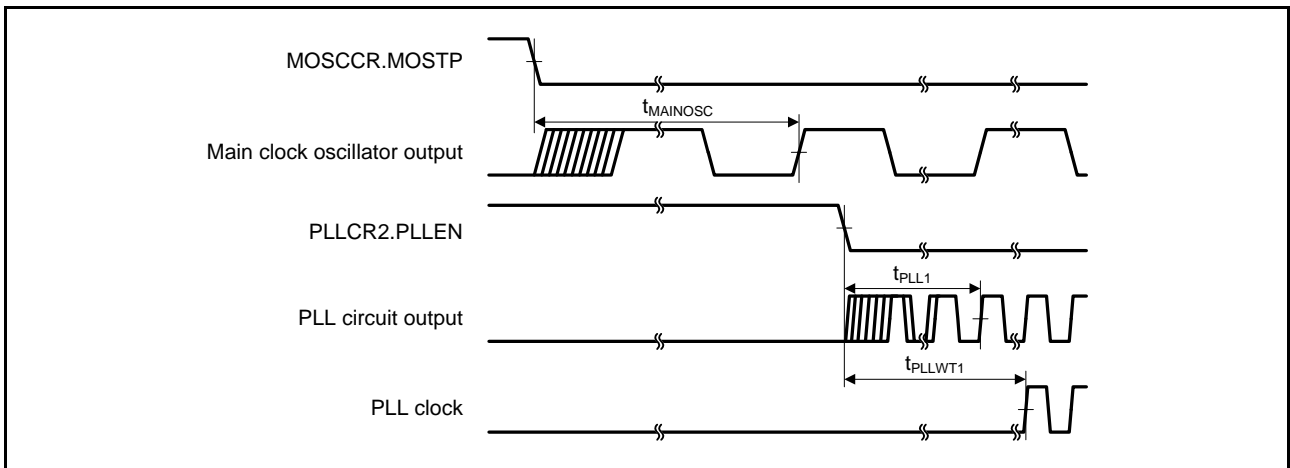 MOSCCR.MOSTP
tMAINOSC
Main clock oscillator output
PLLCR2.PLLEN
tPLL1
PLL circuit output
tPLLWT1
PLL clock